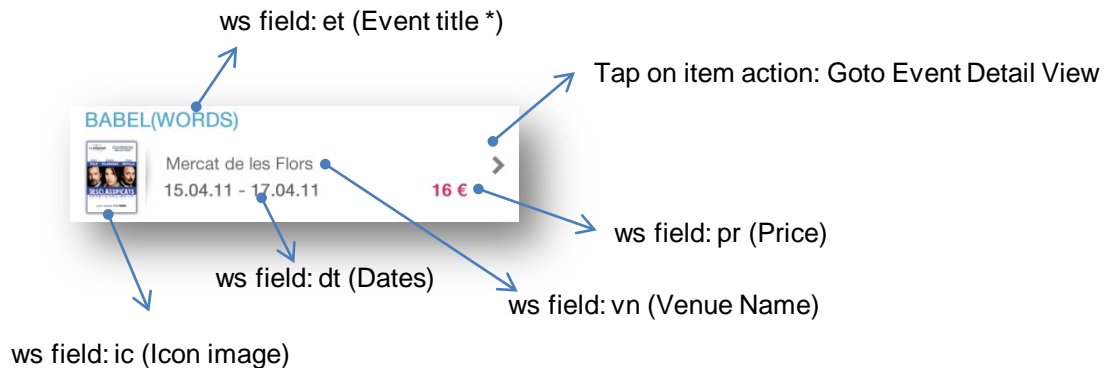 ws field: et (Event title *)
Tap on item action: Goto Event Detail View
BABEL(WORDS)
Mercat de les Flors
15.04.11 - 17.04.11
16 €
DESCLASSIFICATS
ws field: pr (Price)
ws field: dt (Dates)
ws field: vn (Venue Name)
ws field: ic (Icon image)